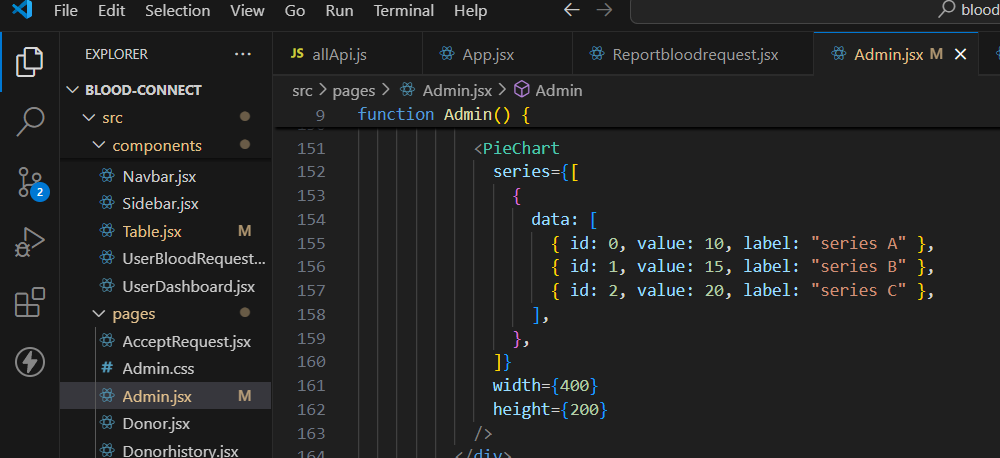 File Edit Selection View Go Run Terminal Help blood
EXPLORER ...
JS allApi.js App.jsx Reportbloodrequest.jsx Admin.jsx M
BLOOD-CONNECT
src
components
Navbar.jsx
Sidebar.jsx
Table.jsx M
UserBloodRequest...
UserDashboard.jsx
pages
AcceptRequest.jsx
# Admin.css
Admin.jsx M
Donor.jsx
Donorhistory.jsx
2
src > pages > Admin.jsx > Admin
9 function Admin() {
151 <PieChart
152 series={[
153 {
154 data: [
155 { id: 0, value: 10, label: "series A" },
156 { id: 1, value: 15, label: "series B" },
157 { id: 2, value: 20, label: "series C" },
158 ],
159 },
160 ]}
161 width={400}
162 height={200}
163 />
164 </div>